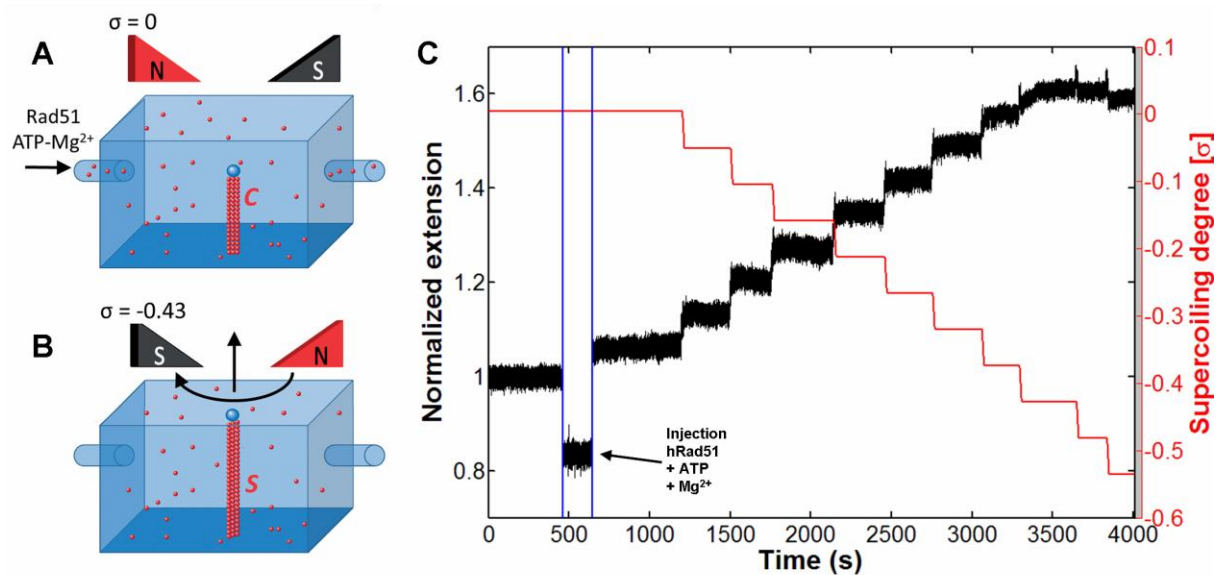 A
σ = 0
N
S
Rad51
ATP-Mg²⁺
C
B
σ = -0.43
S
N
S
C
Normalized extension
1.6
1.4
1.2
1
0.8
Injection
hRad51
+ ATP
+ Mg²⁺
0
500
1000
1500
2000
2500
3000
3500
4000
Time (s)
0.1
0
-0.1
-0.2
-0.3
-0.4
-0.5
-0.6
Supercoiling degree [σ]